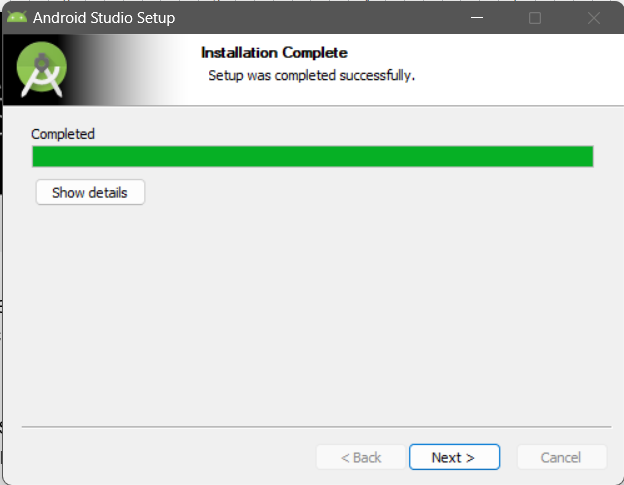 Android Studio Setup
Installation Complete
Setup was completed successfully.
Completed
Show details
< Back
Next >
Cancel